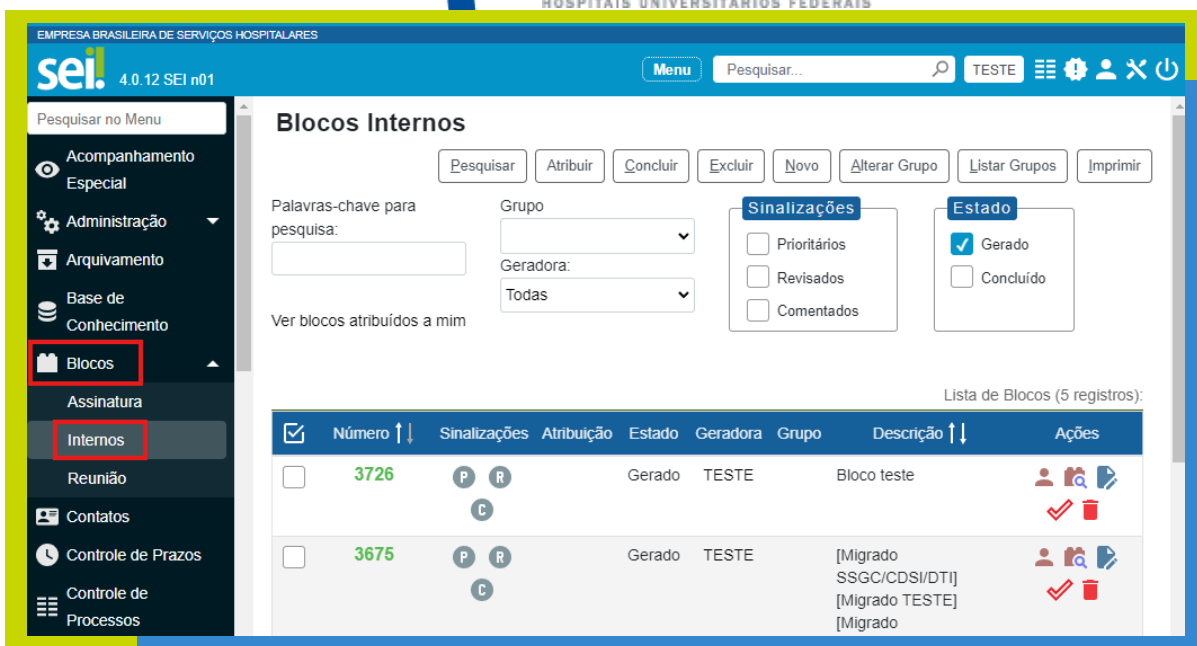 HOSPITAIS UNIVERSITÁRIOS FEDERAIS
EMPRESA BRASILEIRA DE SERVIÇOS HOSPITALARES
sei! 4.0.12 SEI n01
Menu
Pesquisar...
TESTE
Pesquisar no Menu
Acompanhamento
Especial
Administração
Arquivamento
Base de
Conhecimento
Blocos
Assinatura
Internos
Reunião
Contatos
Controle de Prazos
Controle de
Processos
Blocos Internos
Pesquisar Atribuir Concluir Excluir Novo Alterar Grupo Listar Grupos Imprimir
Palavras-chave para
pesquisa:
Ver blocos atribuídos a mim
Grupo
Geradora:
Todas
Sinalizações
Prioritários
Revisados
Comentados
Estado
Gerado
Concluído
Lista de Blocos (5 registros):
Número Sinalizações Atribuição Estado Geradora Grupo Descrição Ações
3726 P R Gerado TESTE Bloco teste
C
3675 P R Gerado TESTE [Migrado
C SSGC/CDSI/DTI]
[Migrado TESTE]
[Migrado